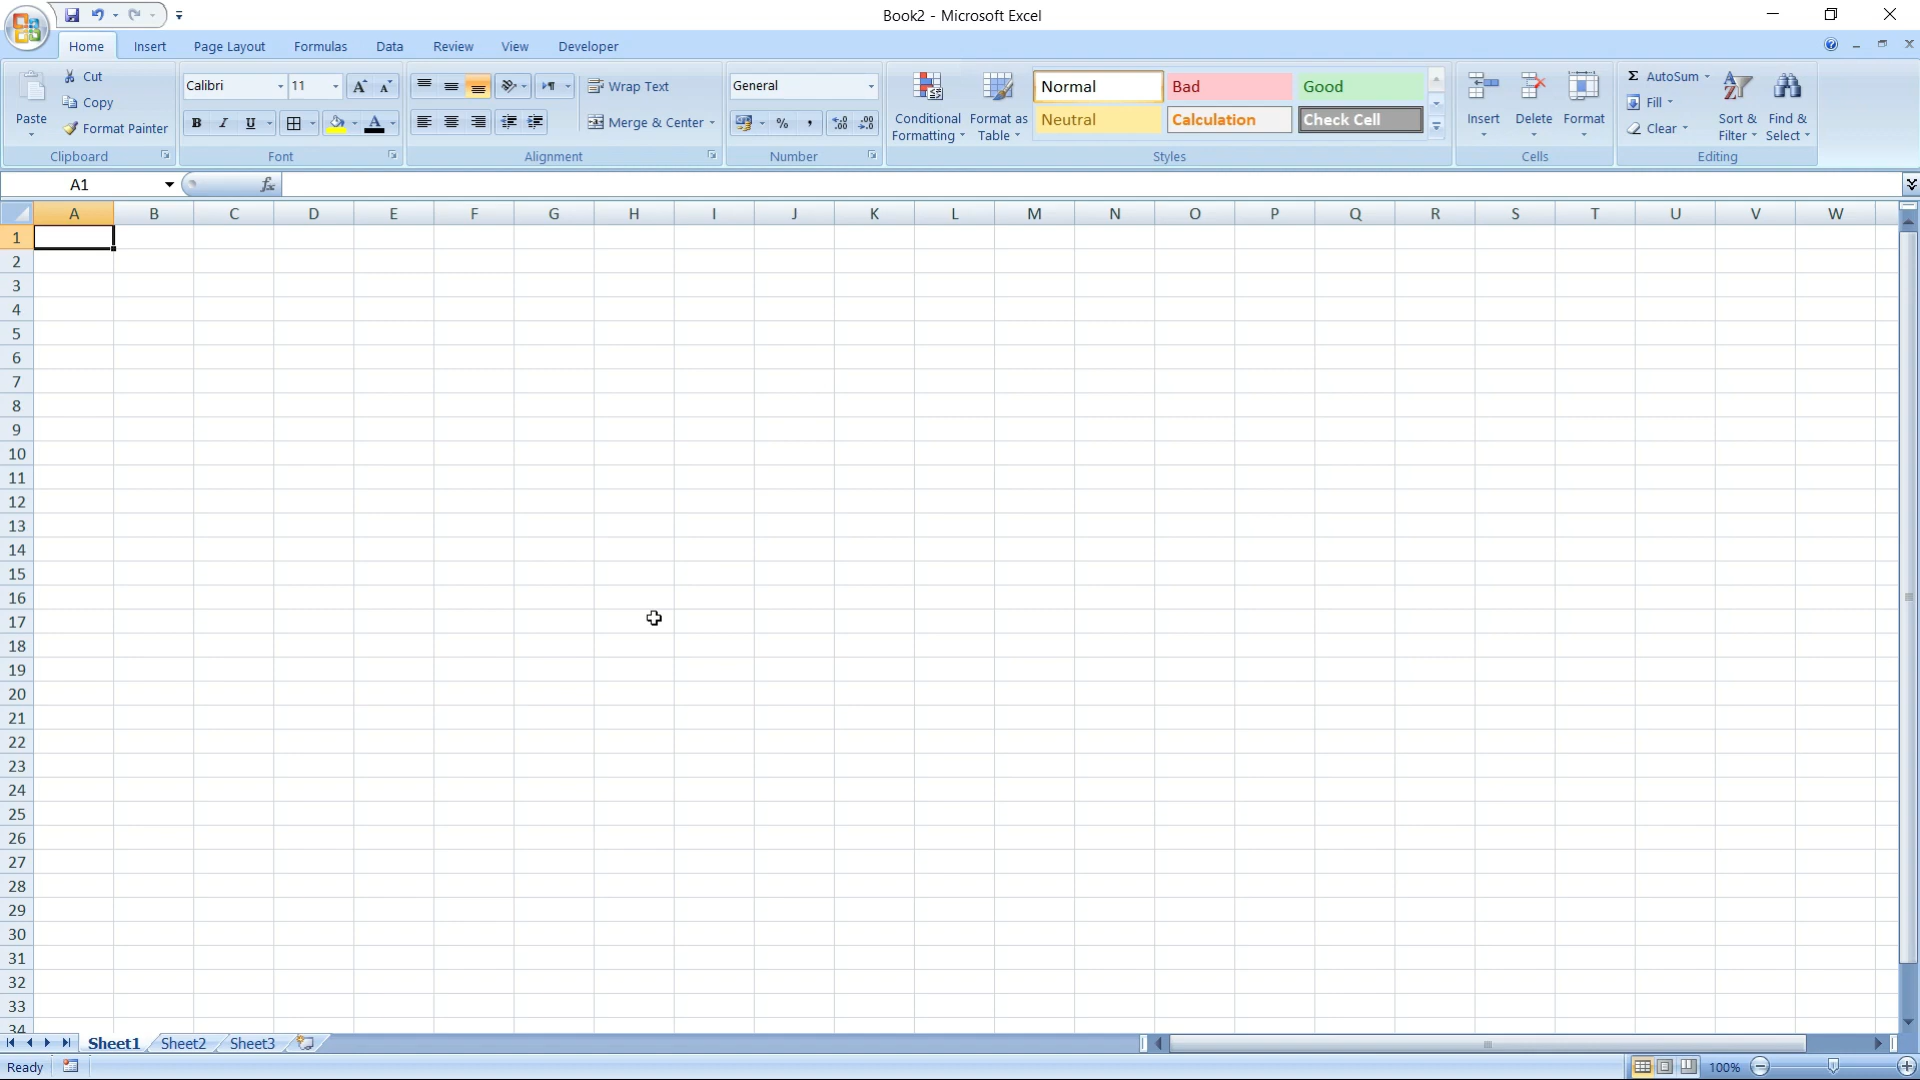 Book2 - Microsoft Excel
Home Insert Page Layout Formulas Data Review View Developer
Paste
Cut
Copy
Format Painter
Clipboard
Calibri 11
B I U A
Font
Wrap Text
Merge & Center
Alignment
General
% ,
Number
Conditional Formatting
Format as Table
Normal Bad Good
Neutral Calculation Check Cell
Styles
Insert Delete Format
Cells
Σ AutoSum
Fill
Clear
Sort & Filter
Find & Select
Editing
A1 fx
A B C D E F G H I J K L M N O P Q R S T U V W
1
2
3
4
5
6
7
8
9
10
11
12
13
14
15
16
17
18
19
20
21
22
23
24
25
26
27
28
29
30
31
32
33
34
Sheet1 Sheet2 Sheet3
Ready 100%